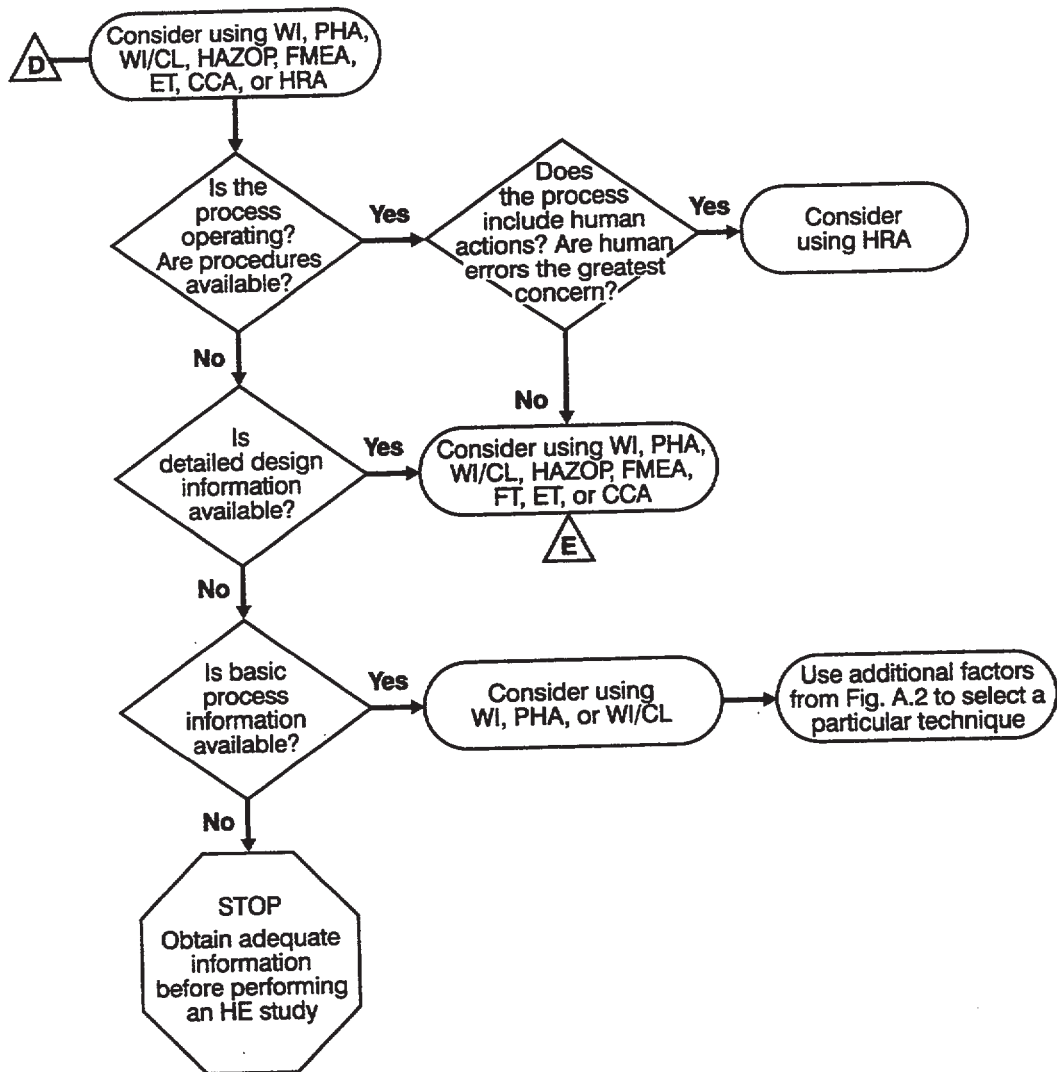 D
Consider using WI, PHA,
WI/CL, HAZOP, FMEA,
ET, CCA, or HRA
Is the
process
operating?
Are procedures
available?
Yes
Does
the process
include human
actions? Are human
errors the greatest
concern?
Yes
Consider
using HRA
No
No
Is
detailed design
information
available?
Yes
Consider using WI, PHA,
WI/CL, HAZOP, FMEA,
FT, ET, or CCA
E
No
Is basic
process
information
available?
Yes
Consider using
WI, PHA, or WI/CL
Use additional factors
from Fig. A.2 to select a
particular technique
No
STOP
Obtain adequate
information
before performing
an HE study